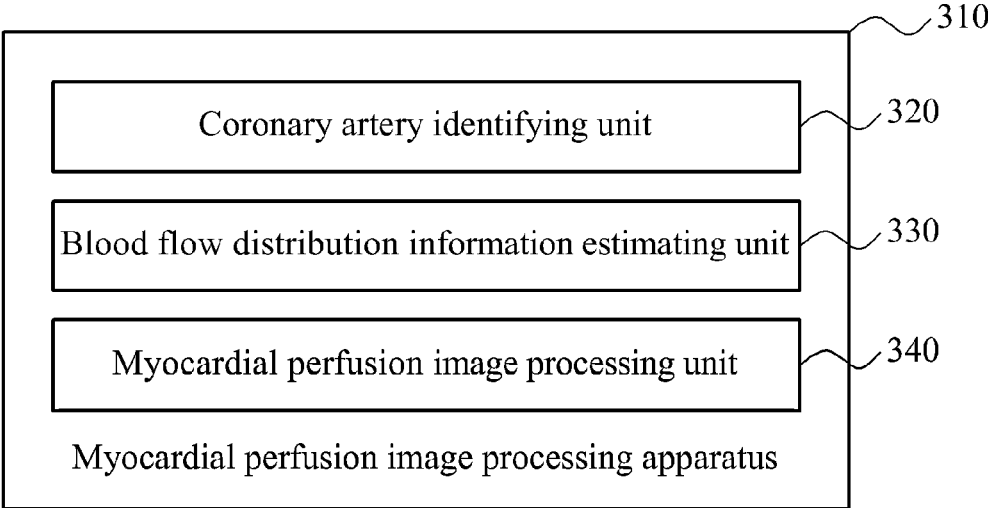 310
Coronary artery identifying unit
320
Blood flow distribution information estimating unit
330
Myocardial perfusion image processing unit
340
Myocardial perfusion image processing apparatus